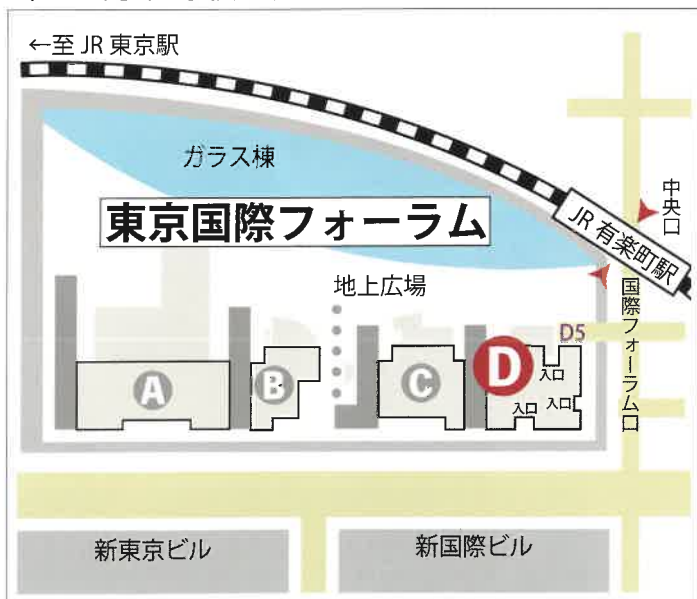 ←至 JR 東京駅
ガラス棟
東京国際フォーラム
中央口
JR 有楽町駅
地上広場
国際フォーラム口
D5
A
B
C
D
入口
入口
入口
新東京ビル
新国際ビル